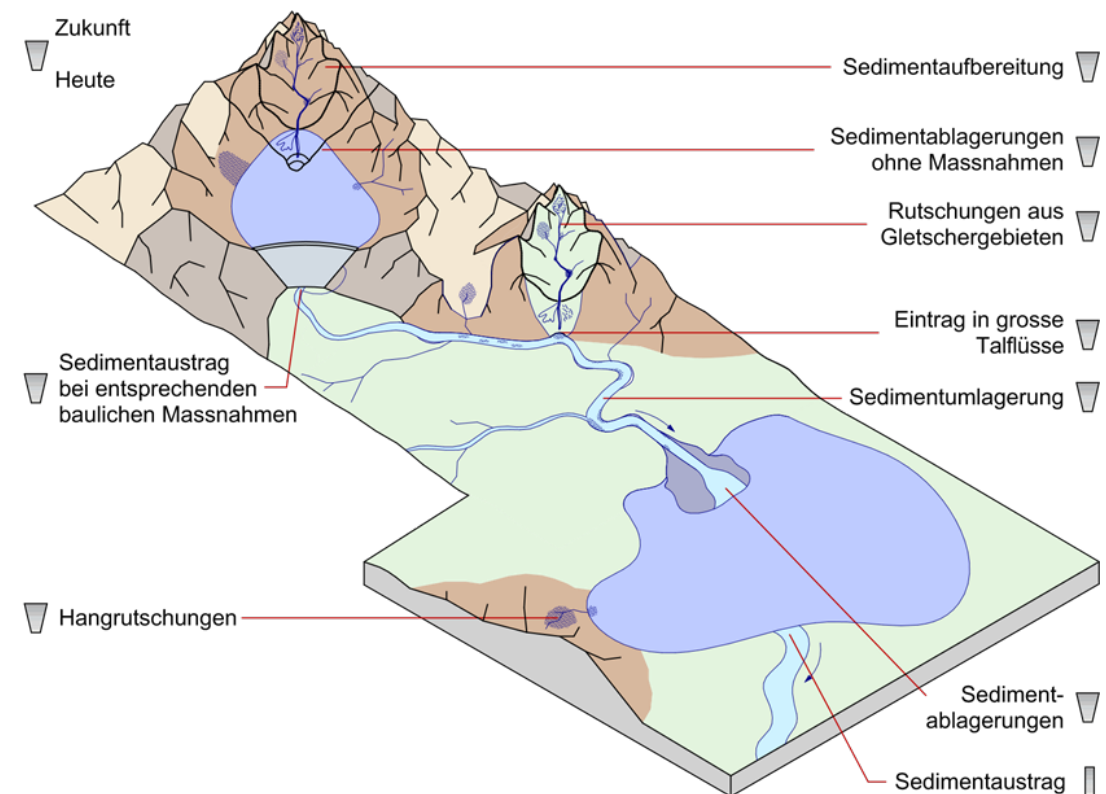 Zukunft
Heute
Sedimentaufbereitung
Sedimentablagerungen
ohne Massnahmen
Rutschungen aus
Gletschergebieten
Eintrag in grosse
Talflüsse
Sedimentaustrag
bei entsprechenden
baulichen Massnahmen
Sedimentumlagerung
Hangrutschungen
Sediment-
ablagerungen
Sedimentaustrag